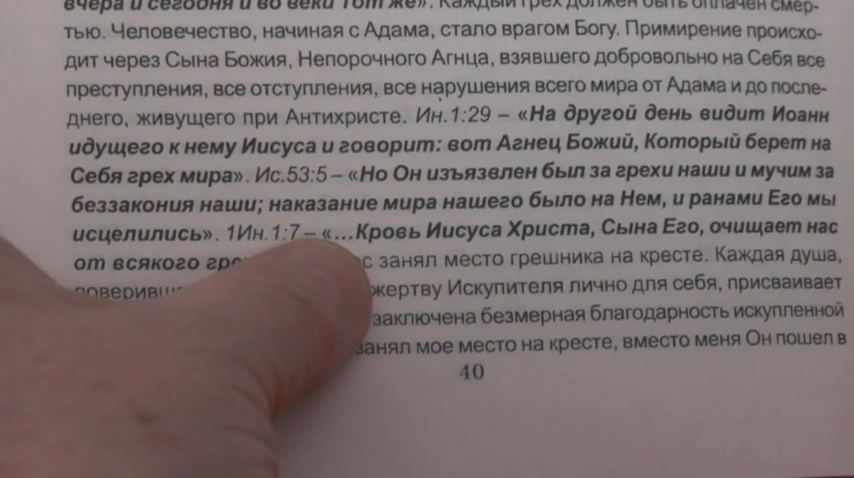 вчера и сегодня и во веки Тот же». Каждый грех должен быть оплачен смер-
тью. Человечество, начиная с Адама, стало врагом Богу. Примирение происхо-
дит через Сына Божия, Непорочного Агнца, взявшего добровольно на Себя все
преступления, все отступления, все нарушения всего мира от Адама и до после-
днего, живущего при Антихристе. Ин.1:29 – «На другой день видит Иоанн
идущего к нему Иисуса и говорит: вот Агнец Божий, Который берет на
Себя грех мира». Ис.53:5 – «Но Он изъязвлен был за грехи наши и мучим за
беззакония наши; наказание мира нашего было на Нем, и ранами Его мы
исцелились». 1Ин.1:7 – «...Кровь Иисуса Христа, Сына Его, очищает нас
от всякого занял место грешника на кресте. Каждая душа,
жертву Искупителя лично для себя, присваивает
заключена безмерная благодарность искупленной
занял мое место на кресте, вместо меня Он пошел в
40